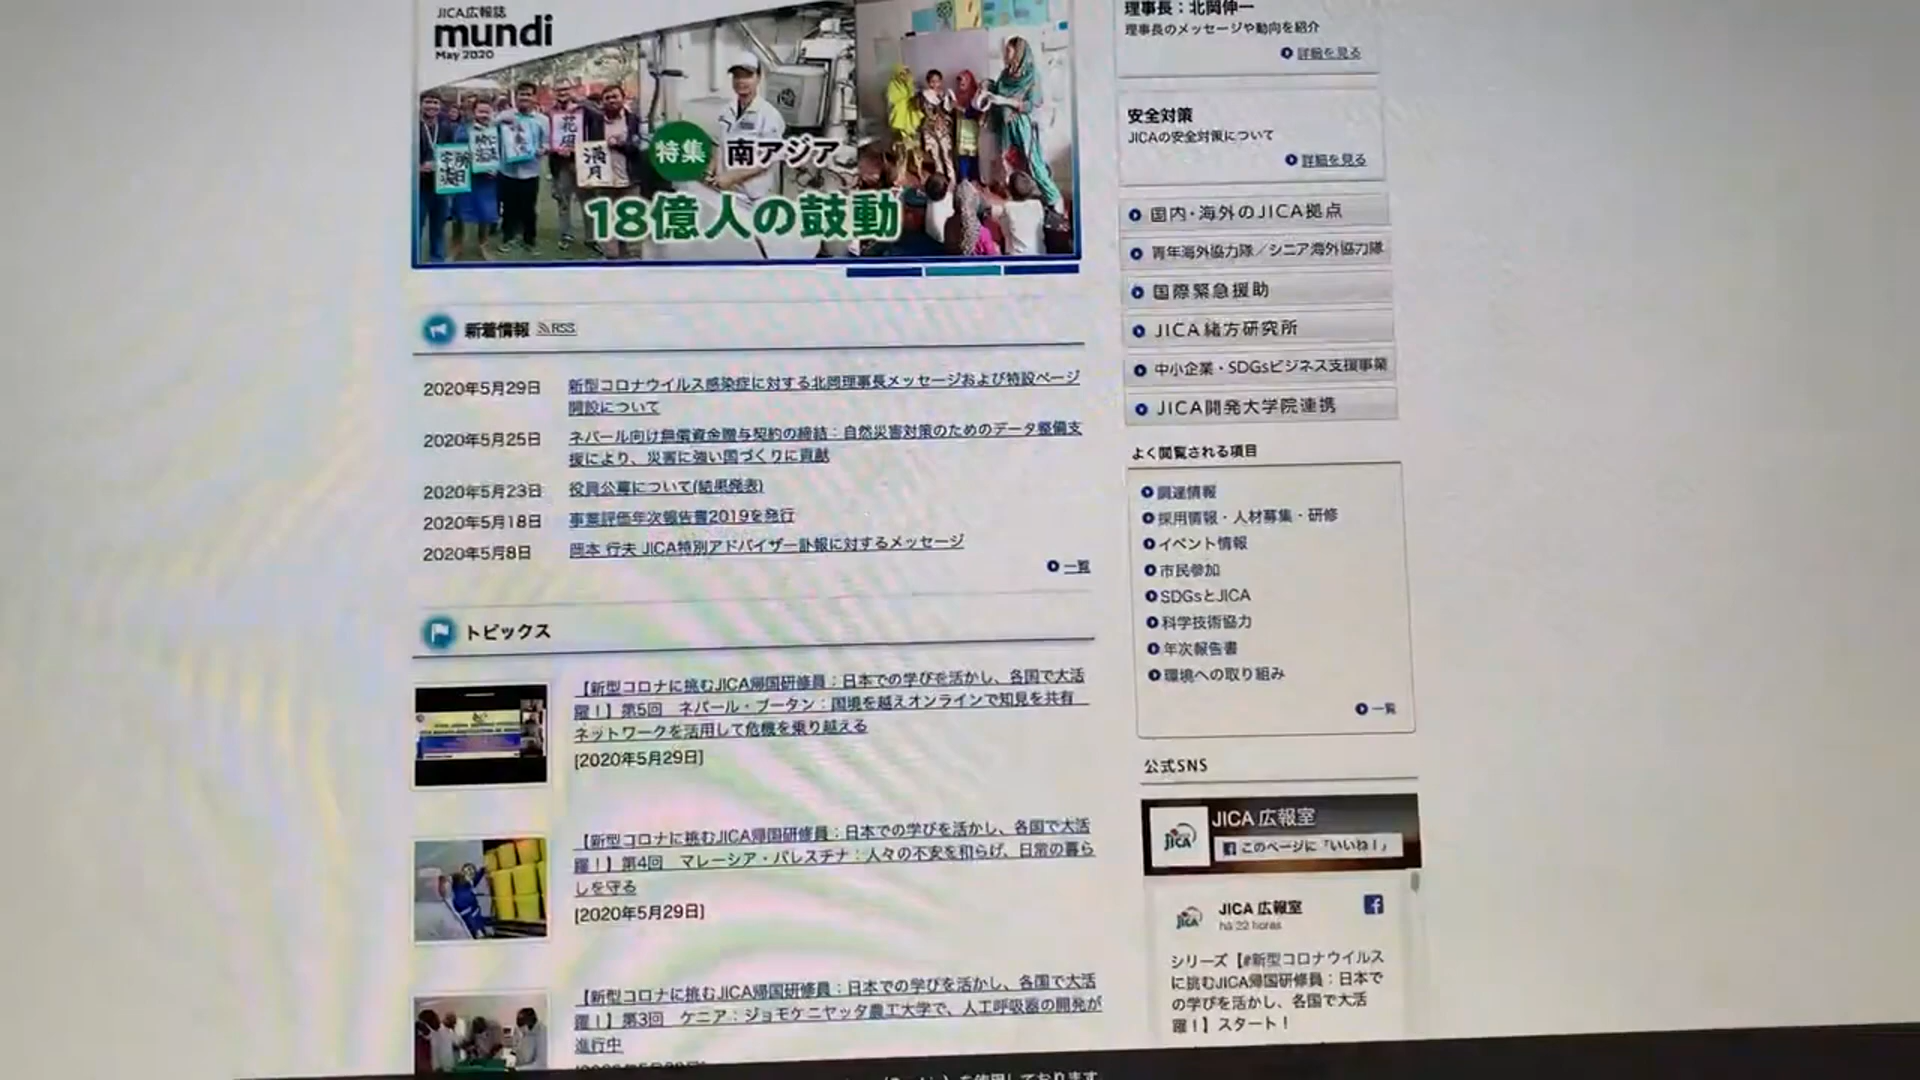 JICA広報誌
mundi
May 2020
花
満月
特集 南アジア
18億人の鼓動
新着情報 RSS
2020年5月29日 新型コロナウイルス感染症に対する北岡理事長メッセージおよび特設ページ
開設について
2020年5月25日 ネパール向け無償資金贈与契約の締結：自然災害対策のためのデータ整備支
援により、災害に強い国づくりに貢献
2020年5月23日 役員公募について(結果発表)
2020年5月18日 事業評価年次報告書2019を発行
2020年5月8日 岡本 行夫 JICA特別アドバイザー訃報に対するメッセージ
一覧
トピックス
【新型コロナに挑むJICA帰国研修員：日本での学びを活かし、各国で大活
躍！】第5回 ネパール・ブータン：国境を越えオンラインで知見を共有
ネットワークを活用して危機を乗り越える
[2020年5月29日]
【新型コロナに挑むJICA帰国研修員：日本での学びを活かし、各国で大活
躍！】第4回 マレーシア・パレスチナ：人々の不安を和らげ、日常の暮ら
しを守る
[2020年5月29日]
【新型コロナに挑むJICA帰国研修員：日本での学びを活かし、各国で大活
躍！】第3回 ケニア：ジョモケニヤッタ農工大学で、人工呼吸器の開発が
進行中
理事長：北岡伸一
理事長のメッセージや動向を紹介
詳細を見る
安全対策
JICAの安全対策について
詳細を見る
国内・海外のJICA拠点
青年海外協力隊／シニア海外協力隊
国際緊急援助
JICA緒方研究所
中小企業・SDGsビジネス支援事業
JICA開発大学院連携
よく閲覧される項目
調達情報
採用情報・人材募集・研修
イベント情報
市民参加
SDGsとJICA
科学技術協力
年次報告書
環境への取り組み
一覧
公式SNS
JICA 広報室
JICA
このページに「いいね！」
JICA
JICA 広報室
há 22 horas
シリーズ【#新型コロナウイルス
に挑むJICA帰国研修員：日本で
の学びを活かし、各国で大活
躍！】スタート！
を使用しております